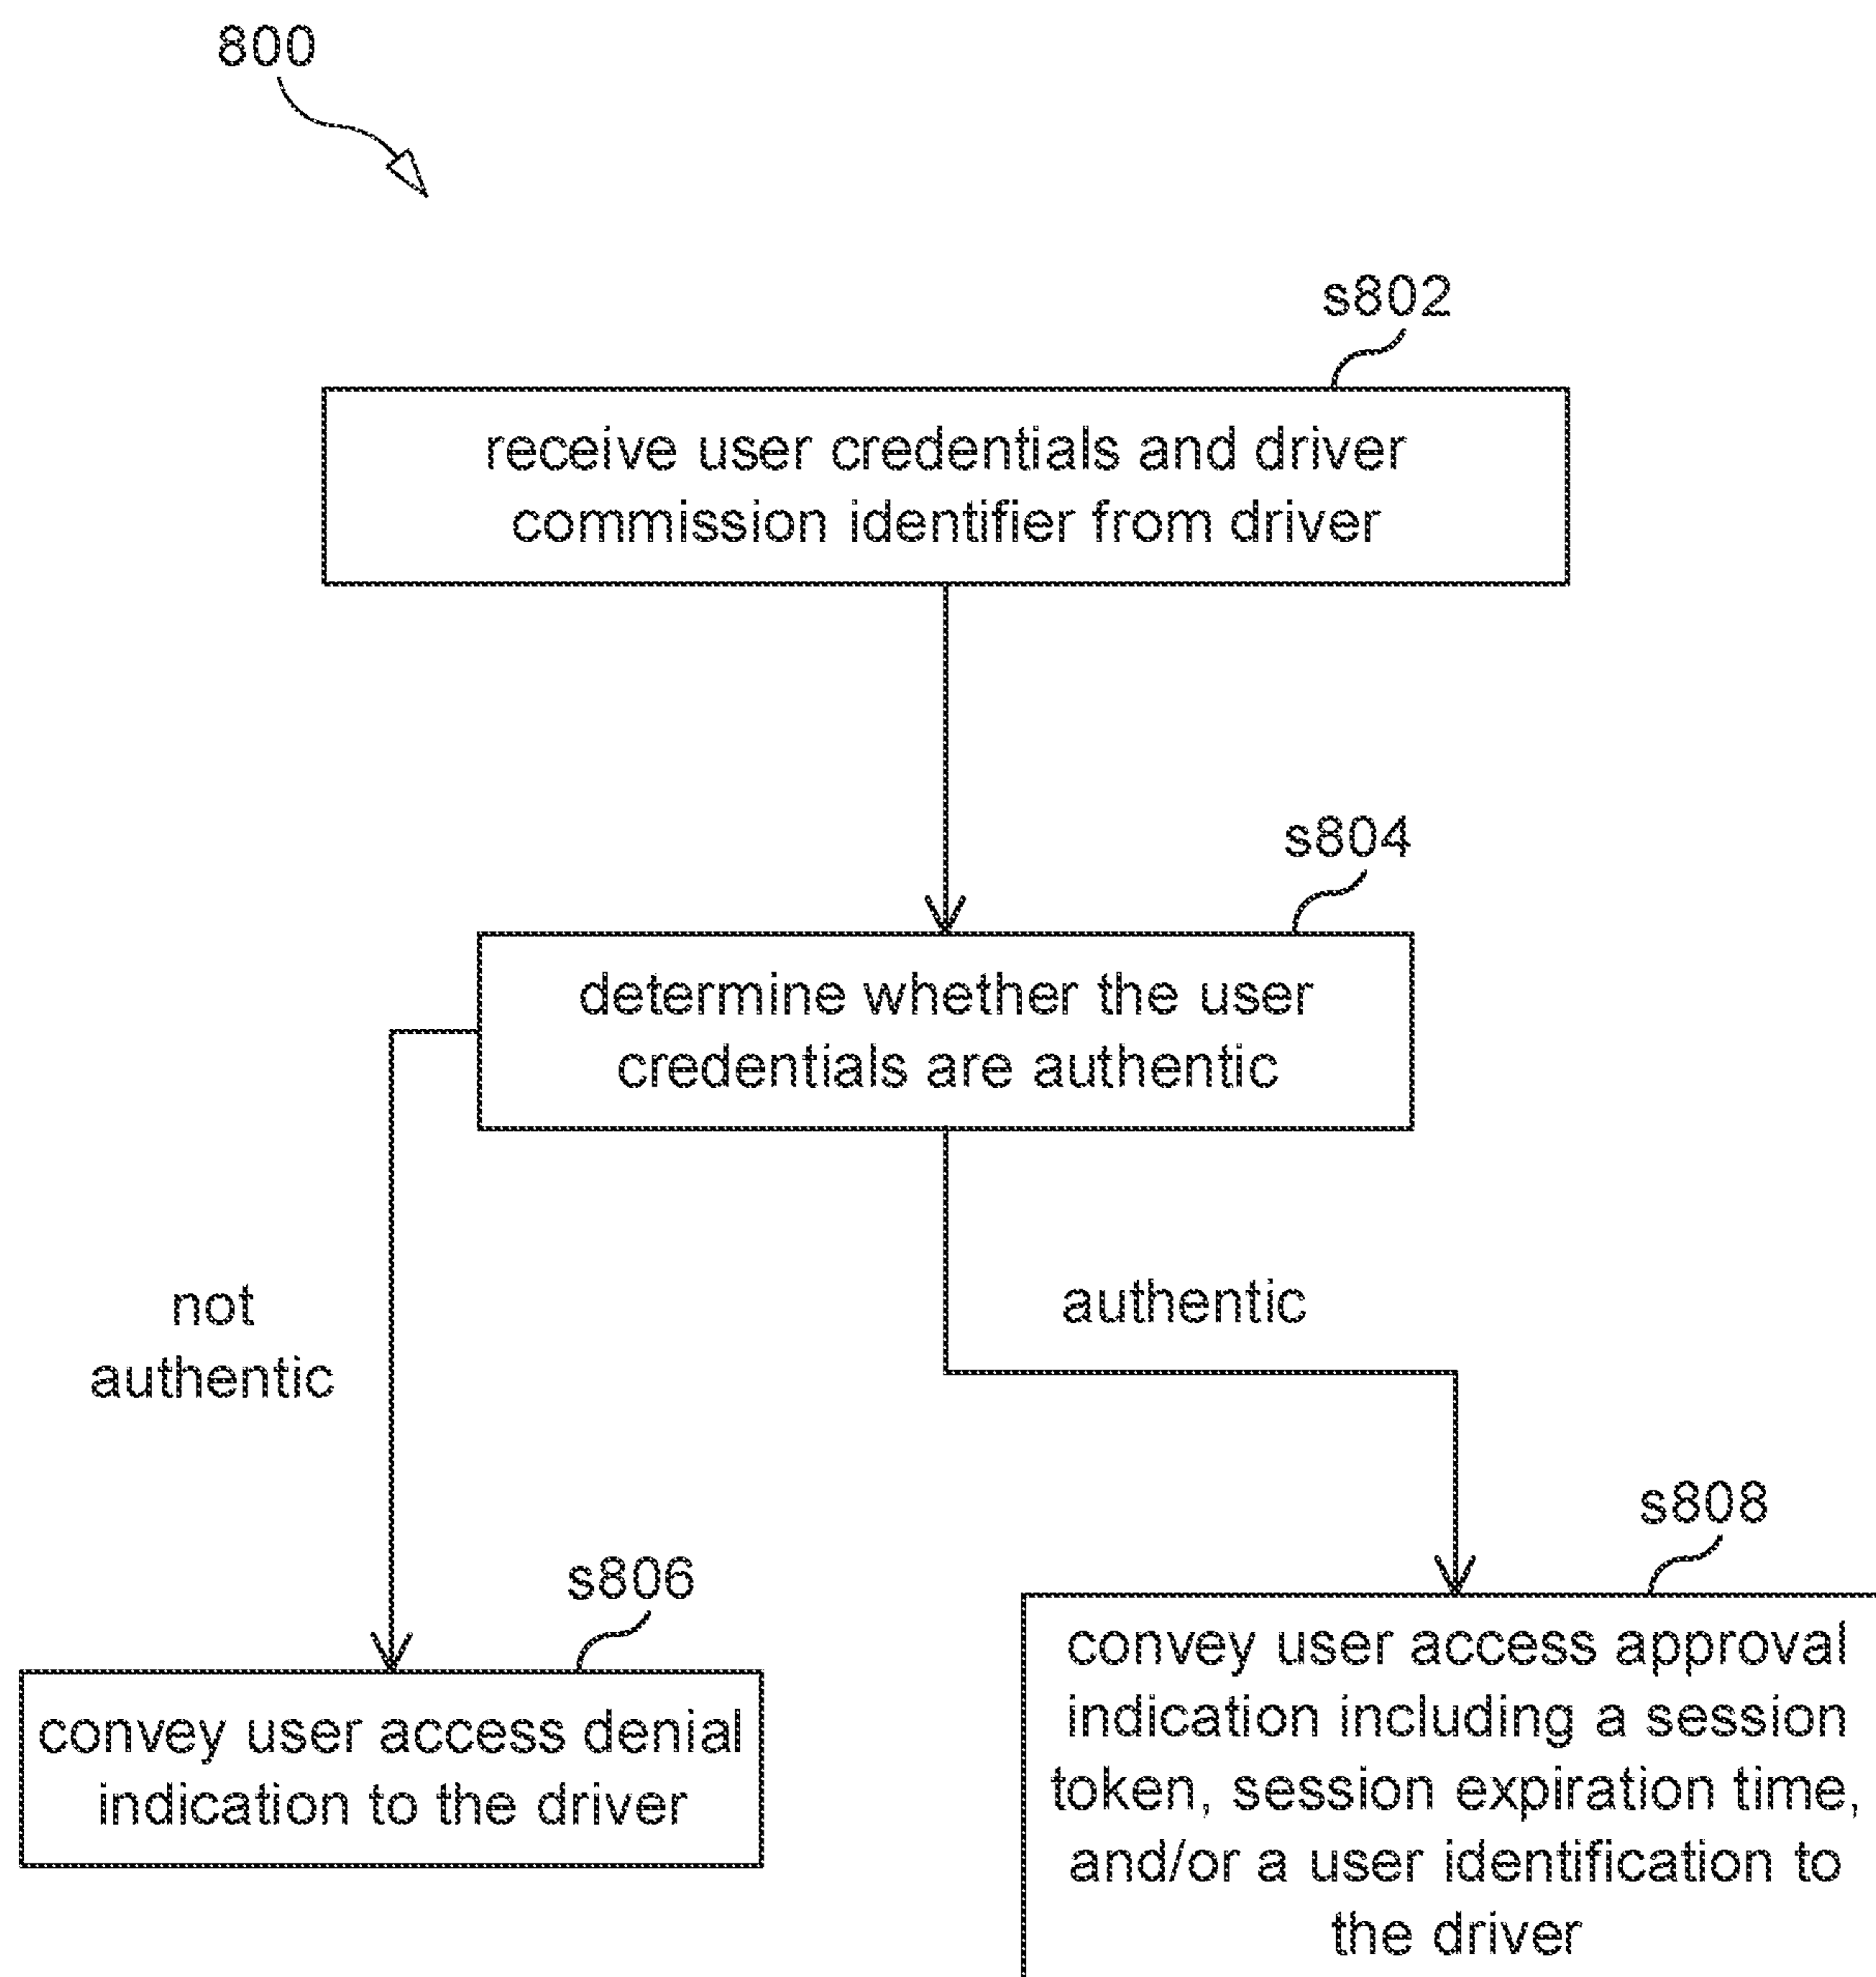 800
s802
receive user credentials and driver
commission identifier from driver
s804
determine whether the user
credentials are authentic
not
authentic
authentic
s806
convey user access denial
indication to the driver
s808
convey user access approval
indication including a session
token, session expiration time,
and/or a user identification to
the driver